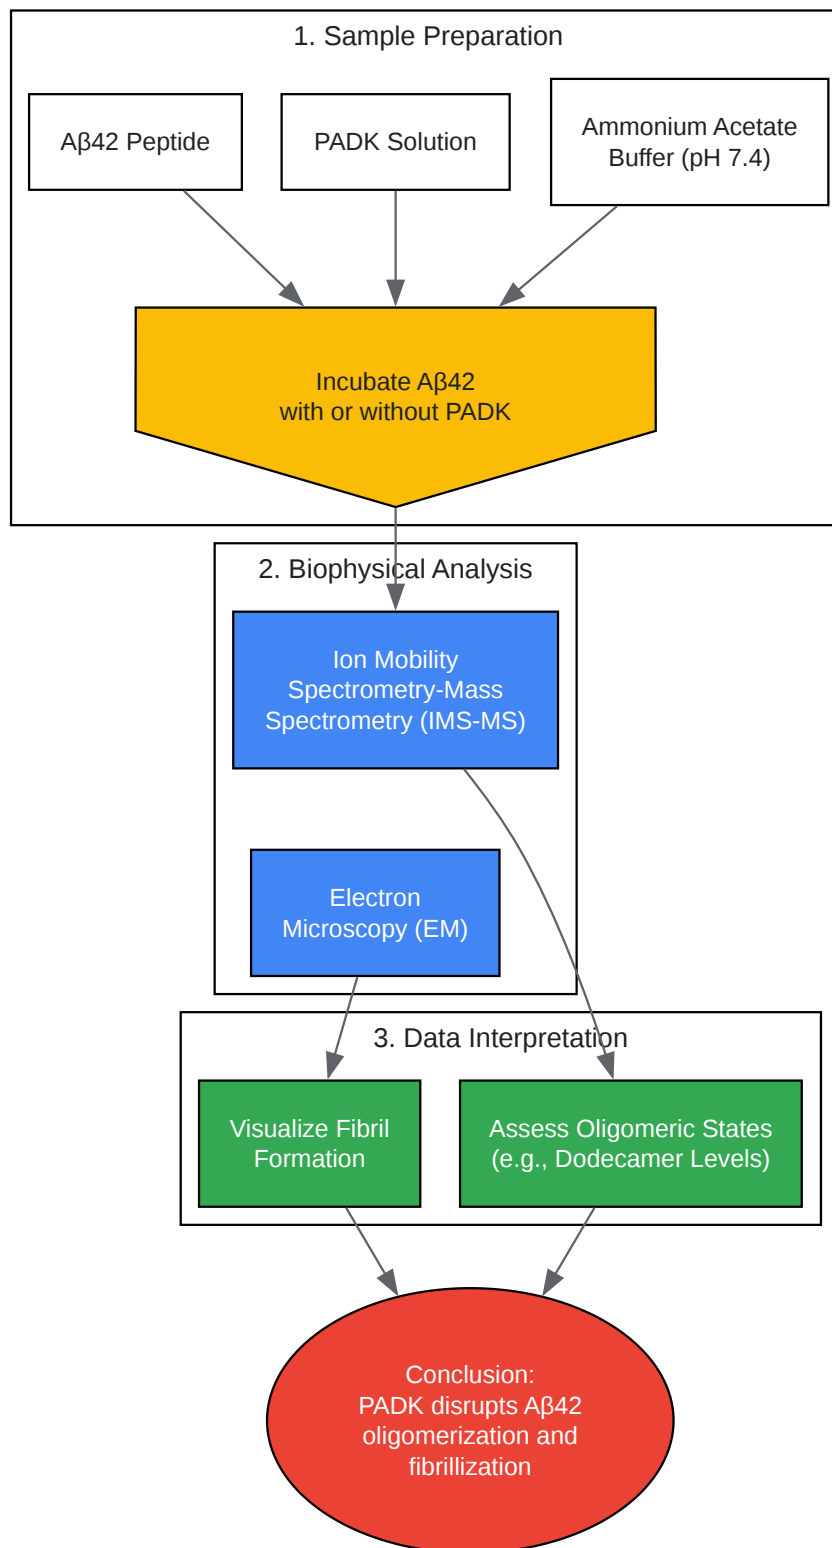 1. Sample Preparation
Aβ42 Peptide
PADK Solution
Ammonium Acetate
Buffer (pH 7.4)
Incubate Aβ42
with or without PADK
2. Biophysical Analysis
Ion Mobility
Spectrometry-Mass
Spectrometry (IMS-MS)
Electron
Microscopy (EM)
3. Data Interpretation
Visualize Fibril
Formation
Assess Oligomeric States
(e.g., Dodecamer Levels)
Conclusion:
PADK disrupts Aβ42
oligomerization and
fibrillization